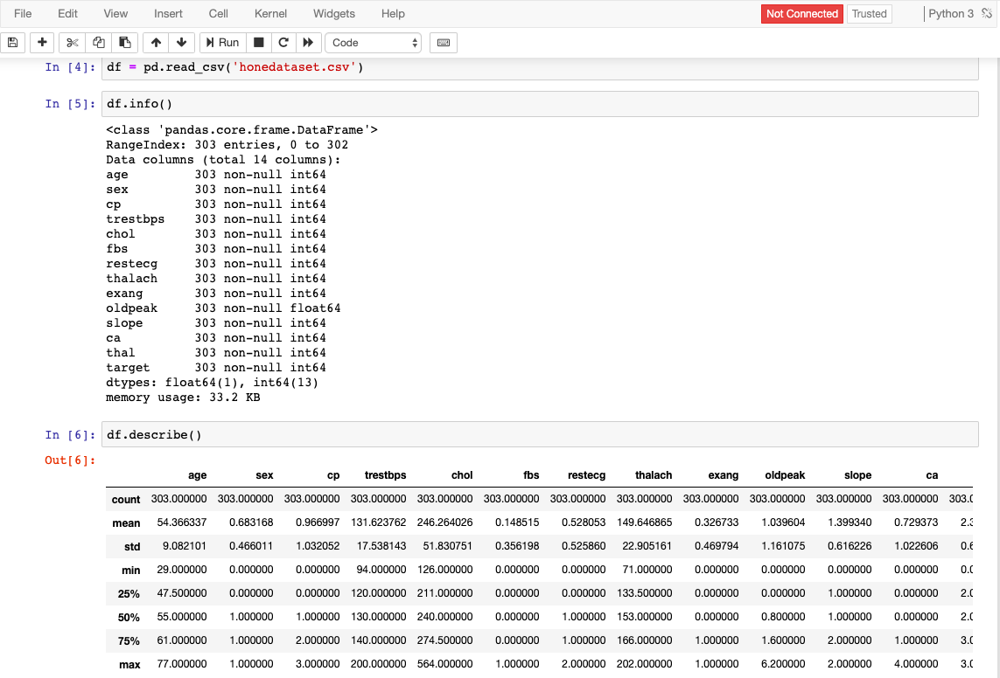 File Edit View Insert Cell Kernel Widgets Help Not Connected Trusted Python 3
Run Code
In [4]: df = pd.read_csv('honedataset.csv')
In [5]: df.info()
<class 'pandas.core.frame.DataFrame'>
RangeIndex: 303 entries, 0 to 302
Data columns (total 14 columns):
age 303 non-null int64
sex 303 non-null int64
cp 303 non-null int64
trestbps 303 non-null int64
chol 303 non-null int64
fbs 303 non-null int64
restecg 303 non-null int64
thalach 303 non-null int64
exang 303 non-null int64
oldpeak 303 non-null float64
slope 303 non-null int64
ca 303 non-null int64
thal 303 non-null int64
target 303 non-null int64
dtypes: float64(1), int64(13)
memory usage: 33.2 KB
In [6]: df.describe()
Out[6]:
age sex cp trestbps chol fbs restecg thalach exang oldpeak slope ca
count 303.000000 303.000000 303.000000 303.000000 303.000000 303.000000 303.000000 303.000000 303.000000 303.000000 303.000000 303.000000
mean 54.366337 0.683168 0.966997 131.623762 246.264026 0.148515 0.528053 149.646865 0.326733 1.039604 1.399340 0.729373
std 9.082101 0.466011 1.032052 17.538143 51.830751 0.356198 0.525860 22.905161 0.469794 1.161075 0.616226 1.022606
min 29.000000 0.000000 0.000000 94.000000 126.000000 0.000000 0.000000 71.000000 0.000000 0.000000 0.000000 0.000000
25% 47.500000 0.000000 0.000000 120.000000 211.000000 0.000000 0.000000 133.500000 0.000000 0.000000 1.000000 0.000000
50% 55.000000 1.000000 1.000000 130.000000 240.000000 0.000000 1.000000 153.000000 0.000000 0.800000 1.000000 0.000000
75% 61.000000 1.000000 2.000000 140.000000 274.500000 0.000000 1.000000 166.000000 1.000000 1.600000 2.000000 1.000000
max 77.000000 1.000000 3.000000 200.000000 564.000000 1.000000 2.000000 202.000000 1.000000 6.200000 2.000000 4.000000